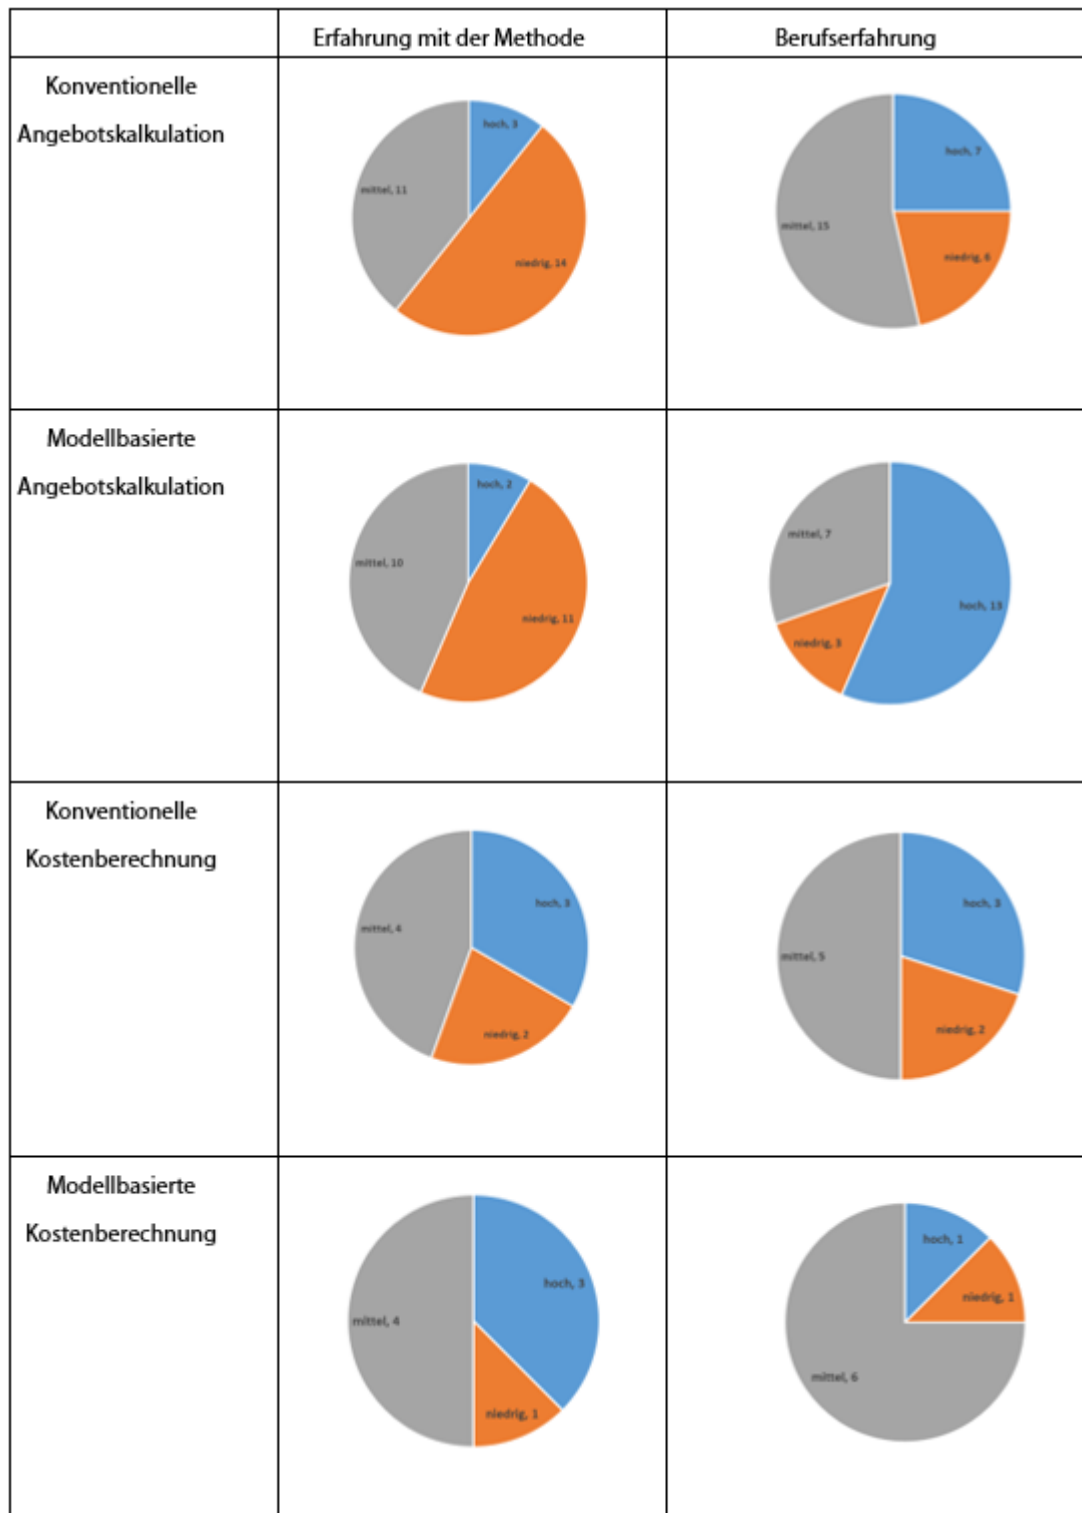 Erfahrung mit der Methode
Berufserfahrung
Konventionelle
Angebotskalkulation
hoch, 3
mittel, 11
niedrig, 14
hoch, 7
mittel, 15
niedrig, 6
Modellbasierte
Angebotskalkulation
hoch, 2
mittel, 10
niedrig, 11
mittel, 7
hoch, 13
niedrig, 3
Konventionelle
Kostenberechnung
hoch, 3
mittel, 4
niedrig, 2
hoch, 3
mittel, 5
niedrig, 2
Modellbasierte
Kostenberechnung
hoch, 3
mittel, 4
niedrig, 1
hoch, 1
niedrig, 1
mittel, 6